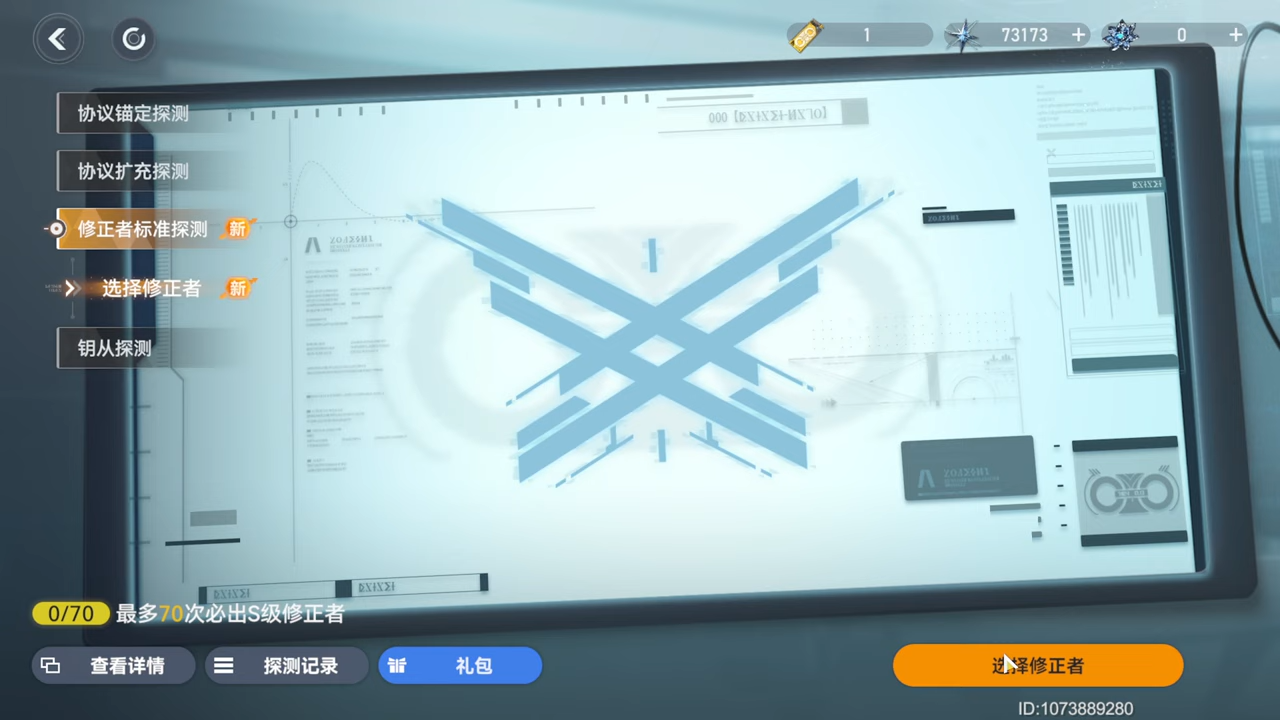 1
73173
0
协议锚定探测
协议扩充探测
修正者标准探测 新
选择修正者 新
钥从探测
0/70 最多70次必出S级修正者
查看详情
探测记录
礼包
选择修正者
ID:1073889280